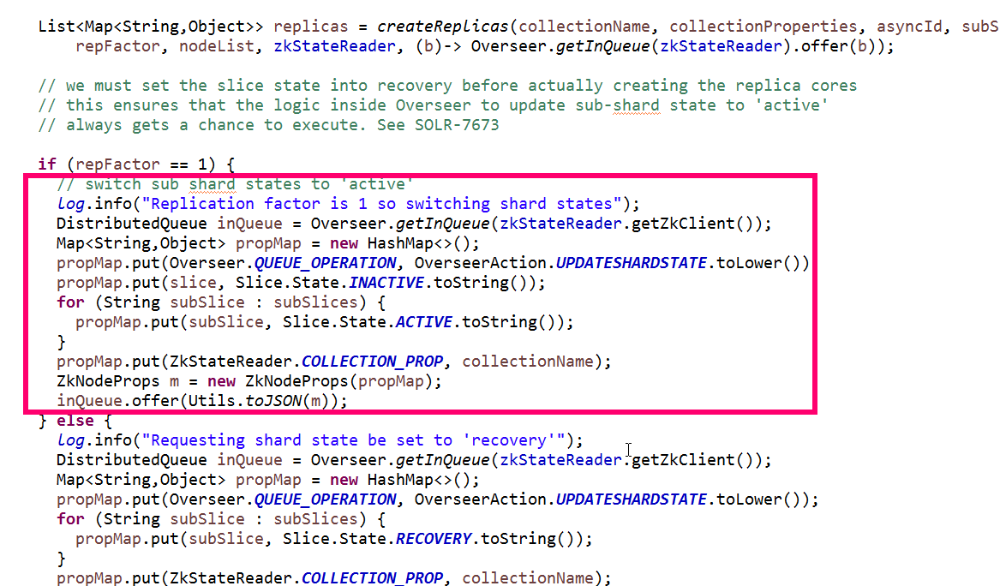 List<Map<String,Object>> replicas = createReplicas(collectionName, collectionProperties, asyncId, subS
repFactor, nodeList, zkStateReader, (b)-> Overseer.getInQueue(zkStateReader).offer(b));
// we must set the slice state into recovery before actually creating the replica cores
// this ensures that the logic inside Overseer to update sub-shard state to 'active'
// always gets a chance to execute. See SOLR-7673
if (repFactor == 1) {
// switch sub shard states to 'active'
log.info("Replication factor is 1 so switching shard states");
DistributedQueue inQueue = Overseer.getInQueue(zkStateReader.getZkClient());
Map<String,Object> propMap = new HashMap<>();
propMap.put(Overseer.QUEUE_OPERATION, OverseerAction.UPDATESHARDSTATE.toLower())
propMap.put(slice, Slice.State.INACTIVE.toString());
for (String subSlice : subSlices) {
propMap.put(subSlice, Slice.State.ACTIVE.toString());
}
propMap.put(ZkStateReader.COLLECTION_PROP, collectionName);
ZkNodeProps m = new ZkNodeProps(propMap);
inQueue.offer(Utils.toJSON(m));
} else {
log.info("Requesting shard state be set to 'recovery'");
DistributedQueue inQueue = Overseer.getInQueue(zkStateReader.getZkClient());
Map<String,Object> propMap = new HashMap<>();
propMap.put(Overseer.QUEUE_OPERATION, OverseerAction.UPDATESHARDSTATE.toLower());
for (String subSlice : subSlices) {
propMap.put(subSlice, Slice.State.RECOVERY.toString());
}
propMap.put(ZkStateReader.COLLECTION_PROP, collectionName);